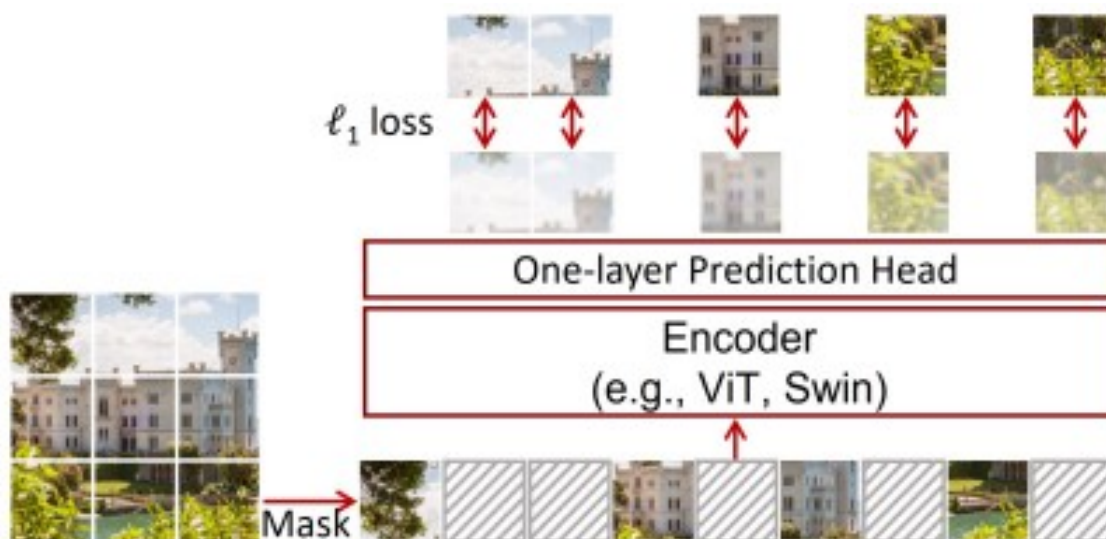 ℓ₁ loss
One-layer Prediction Head
Encoder
(e.g., ViT, Swin)
Mask